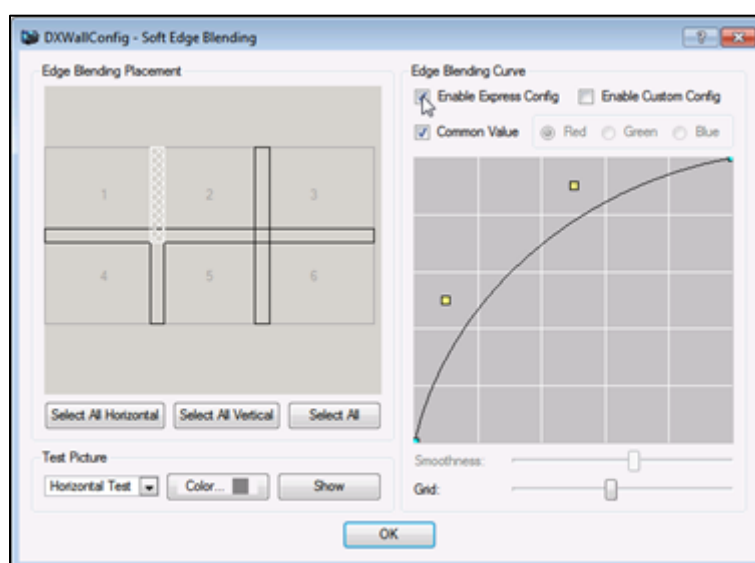 DXWallConfig - Soft Edge Blending
Edge Blending Placement
1 2 3
4 5 6
Select All Horizontal Select All Vertical Select All
Test Picture
Horizontal Test Color... Show
Edge Blending Curve
Enable Express Config Enable Custom Config
Common Value Red Green Blue
Smoothness:
Grid:
OK